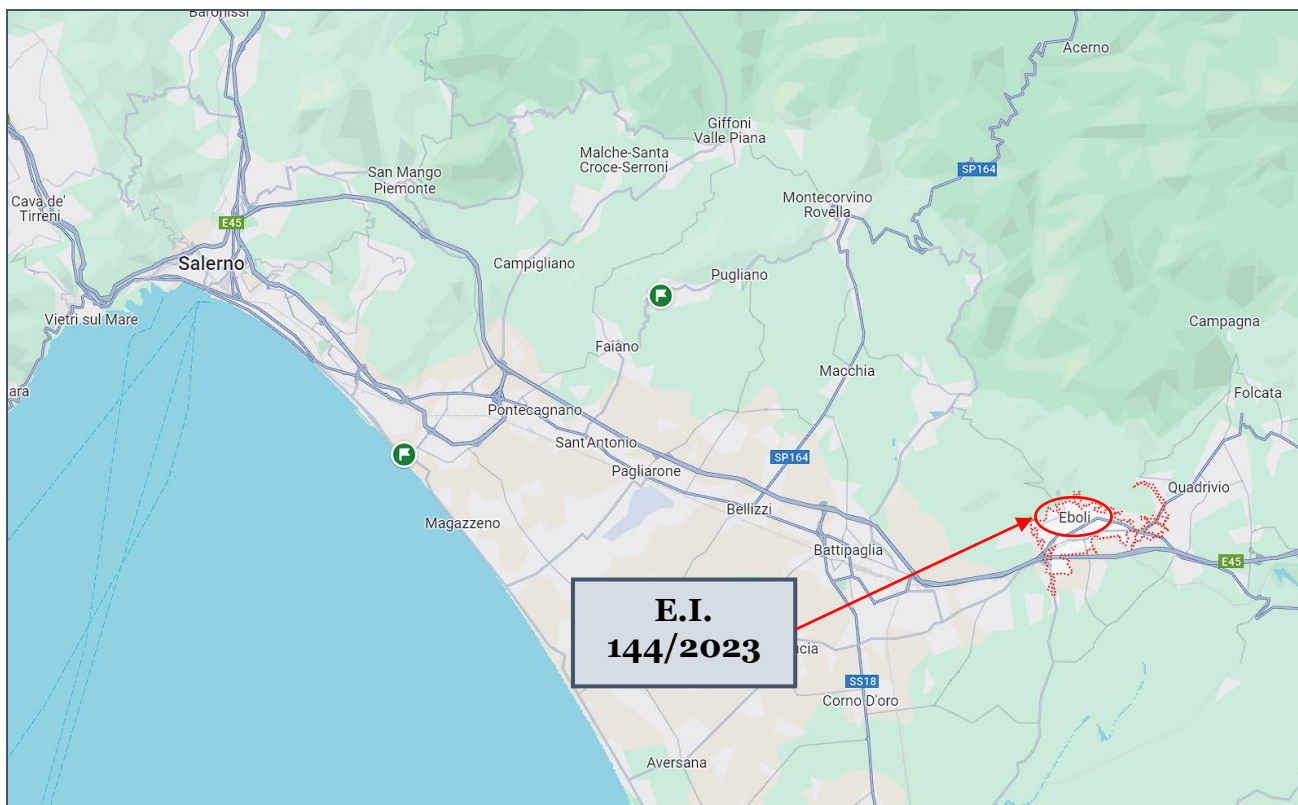 Baronissi
Acerno
Giffoni
Valle Piana
Malche-Santa
Croce-Serroni
San Mango
Piemonte
SP164
Cava de'
Tirreni
Montecorvino
Rovella
E45
Salerno
Campigliano
Pugliano
Vietri sul Mare
Campagna
Faiano
Macchia
ara
Folcata
Pontecagnano
Sant'Antonio
SP164
Pagliarone
Quadrivio
Bellizzi
Eboli
Magazzeno
Battipaglia
E45
E.I.
144/2023
ucia
SS18
Corno D'oro
Aversana